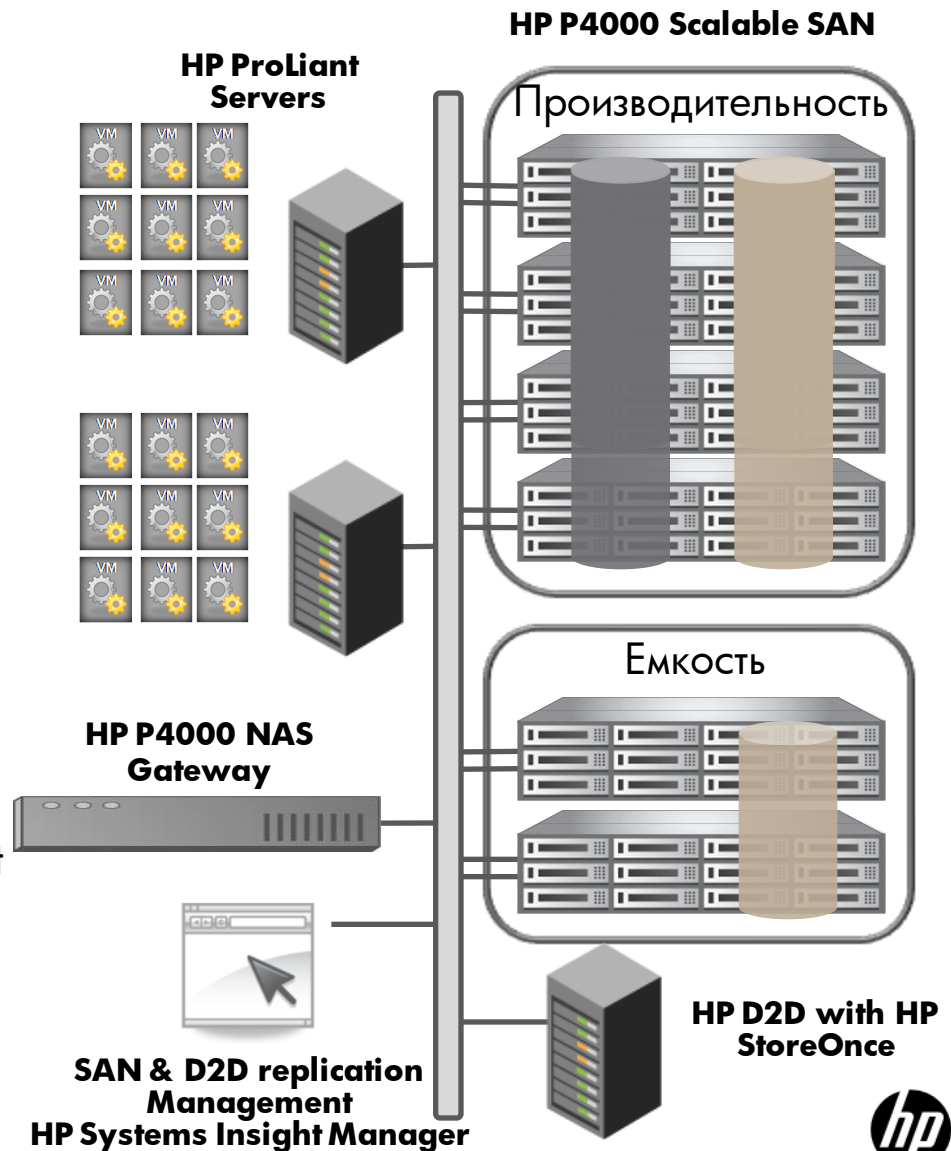 HP P4000 Scalable SAN
HP ProLiant
Servers
Производительность
VM VM VM
VM VM VM
VM VM VM
VM VM VM
VM VM VM
VM VM VM
Емкость
HP P4000 NAS
Gateway
t
HP D2D with HP
StoreOnce
SAN & D2D replication
Management
HP Systems Insight Manager
hp